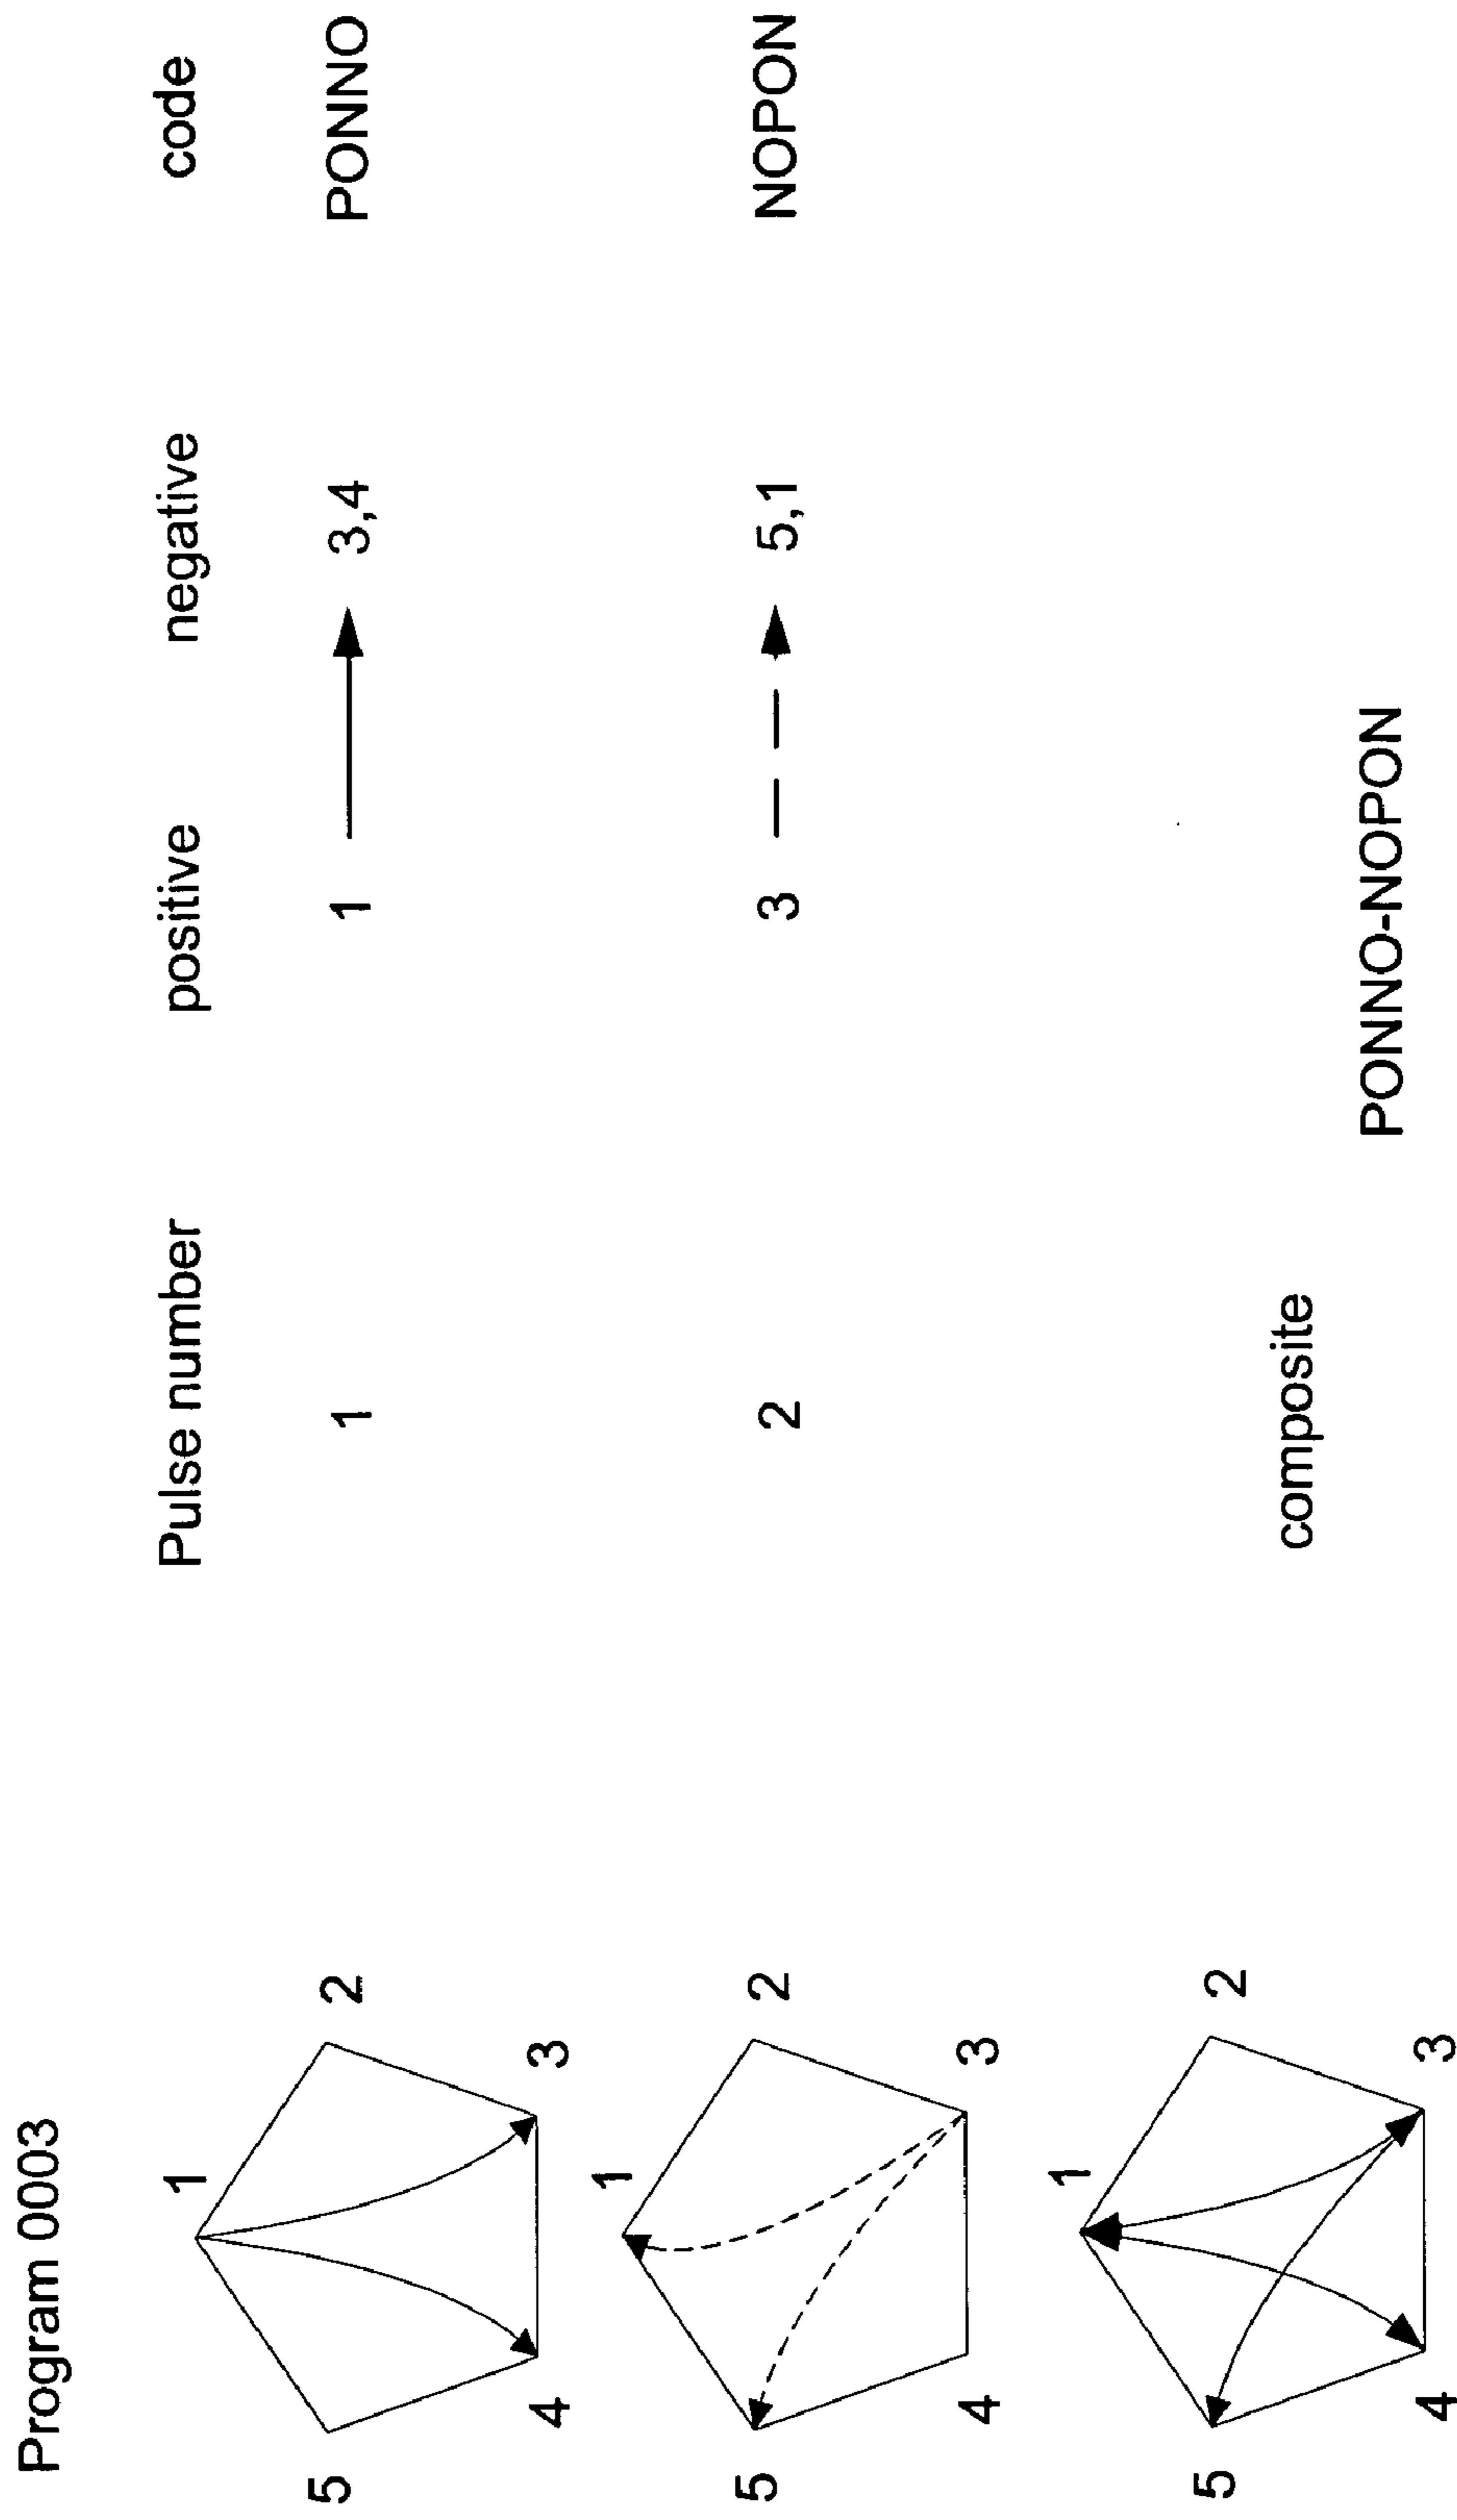 Program 0003
Pulse number positive negative code
1 1 3,4 PONNO
1
2
3
4
5
2 3 5,1 NOPON
1
2
3
4
5
composite
PONNO-NOPON
1
2
3
4
5